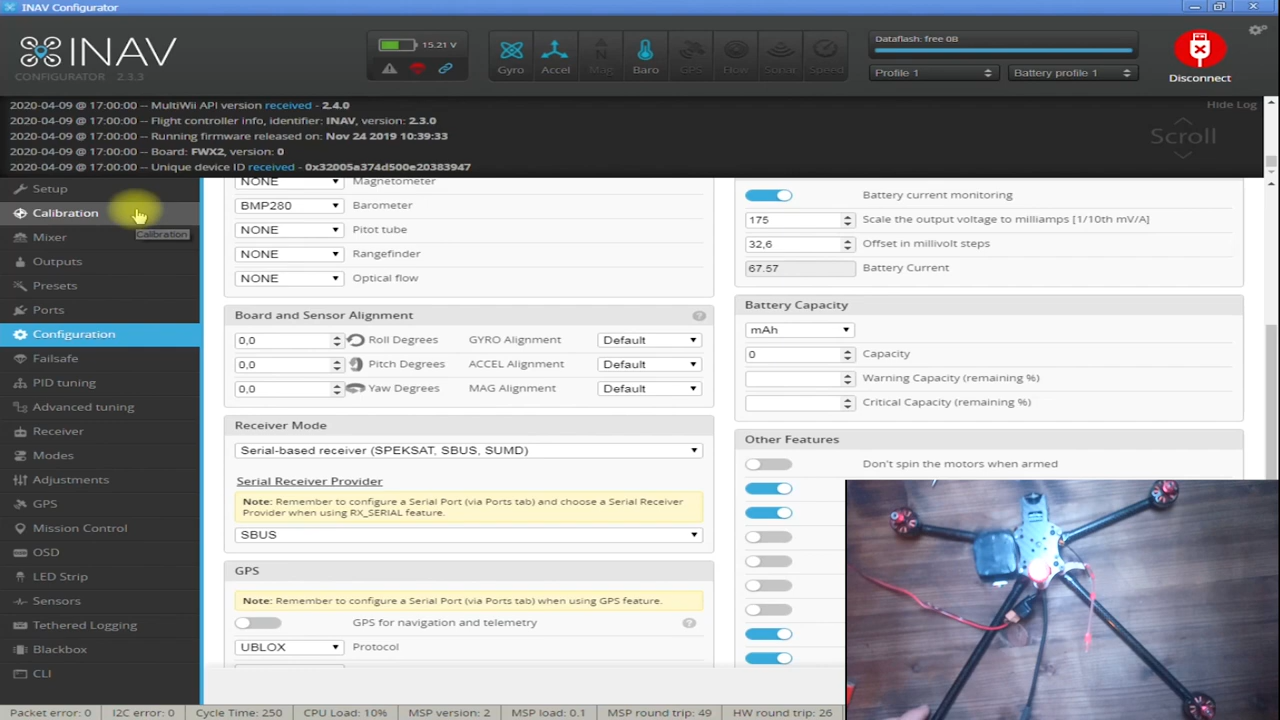 INAV Configurator
INAV
CONFIGURATOR 2.3.3
15.21 V
Gyro
Accel
Mag
Baro
GPS
Flow
Sonar
Speed
Dataflash: free 0B
Profile 1
Battery profile 1
Disconnect
2020-04-09 @ 17:00:00 -- MultiWii API version received - 2.4.0
2020-04-09 @ 17:00:00 -- Flight controller info, identifier: INAV, version: 2.3.0
2020-04-09 @ 17:00:00 -- Running firmware released on: Nov 24 2019 10:39:33
2020-04-09 @ 17:00:00 -- Board: FWX2, version: 0
2020-04-09 @ 17:00:00 -- Unique device ID received - 0x32005a374d500e20383947
Hide Log
Scroll
Setup
Calibration
Calibration
Mixer
Outputs
Presets
Ports
Configuration
Failsafe
PID tuning
Advanced tuning
Receiver
Modes
Adjustments
GPS
Mission Control
OSD
LED Strip
Sensors
Tethered Logging
Blackbox
CLI
NONE Magnetometer
BMP280 Barometer
NONE Pitot tube
NONE Rangefinder
NONE Optical flow
Board and Sensor Alignment
0,0 Roll Degrees GYRO Alignment Default
0,0 Pitch Degrees ACCEL Alignment Default
0,0 Yaw Degrees MAG Alignment Default
Receiver Mode
Serial-based receiver (SPEKSAT, SBUS, SUMD)
Serial Receiver Provider
Note: Remember to configure a Serial Port (via Ports tab) and choose a Serial Receiver
Provider when using RX_SERIAL feature.
SBUS
GPS
Note: Remember to configure a Serial Port (via Ports tab) when using GPS feature.
GPS for navigation and telemetry
UBLOX Protocol
Battery current monitoring
175 Scale the output voltage to milliamps [1/10th mV/A]
32,6 Offset in millivolt steps
67.57 Battery Current
Battery Capacity
mAh
0 Capacity
Warning Capacity (remaining %)
Critical Capacity (remaining %)
Other Features
Don't spin the motors when armed
Packet error: 0
I2C error: 0
Cycle Time: 250
CPU Load: 10%
MSP version: 2
MSP load: 0.1
MSP round trip: 49
HW round trip: 26